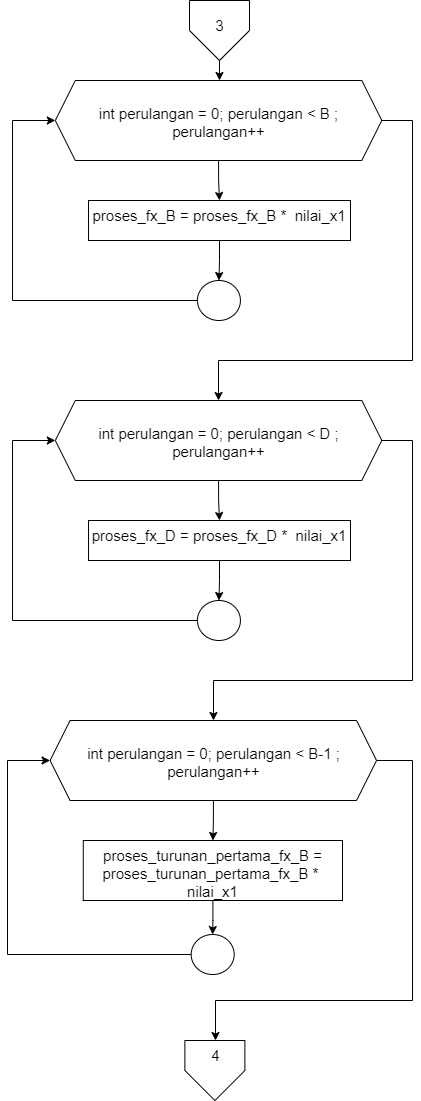 3
int perulangan = 0; perulangan < B ;
perulangan++
proses_fx_B = proses_fx_B * nilai_x1
int perulangan = 0; perulangan < D ;
perulangan++
proses_fx_D = proses_fx_D * nilai_x1
int perulangan = 0; perulangan < B-1 ;
perulangan++
proses_turunan_pertama_fx_B =
proses_turunan_pertama_fx_B *
nilai_x1
4